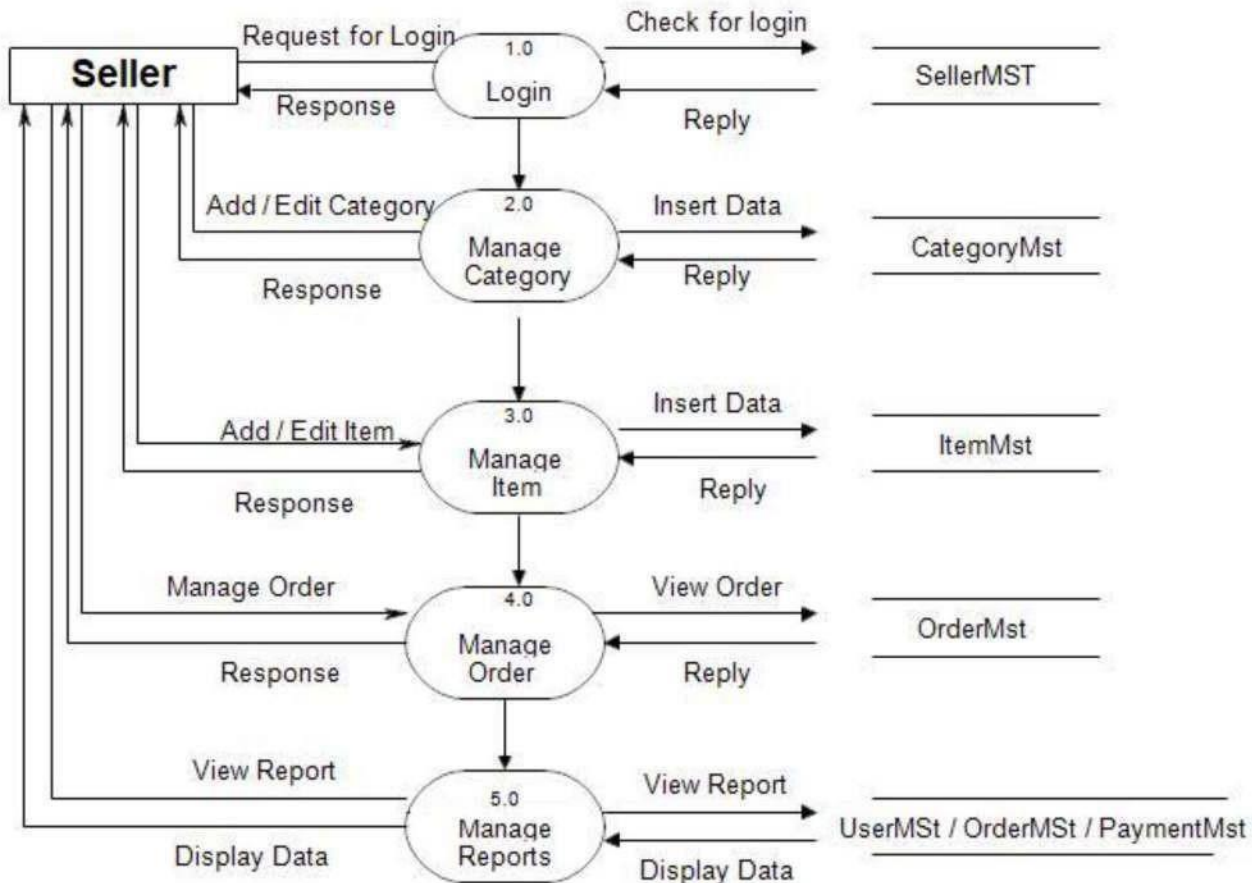 Request for Login
Check for login
Seller
1.0
Login
SellerMST
Response
Reply
Add / Edit Category
2.0
Manage
Category
Insert Data
CategoryMst
Response
Reply
Add / Edit Item
3.0
Manage
Item
Insert Data
ItemMst
Response
Reply
Manage Order
4.0
Manage
Order
View Order
OrderMst
Response
Reply
View Report
5.0
Manage
Reports
View Report
UserMSt / OrderMSt / PaymentMst
Display Data
Display Data